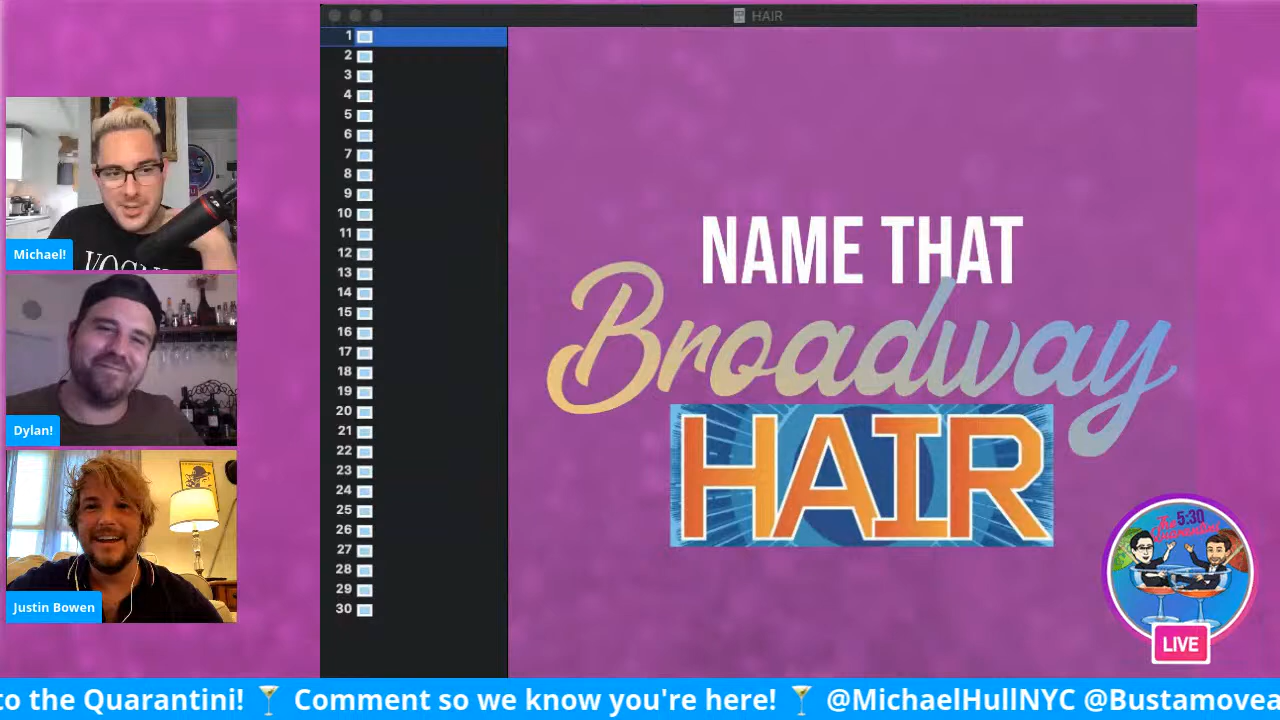 HAIR
1
2
3
4
5
6
7
8
9
10
11
12
13
14
15
16
17
18
19
20
21
22
23
24
25
26
27
28
29
30
Michael!
Dylan!
Justin Bowen
NAME THAT
Broadway
HAIR
The 5:30
Quarantini
LIVE
to the Quarantini! 🍸 Comment so we know you're here! 🍸 @MichaelHullNYC @Bustamovea